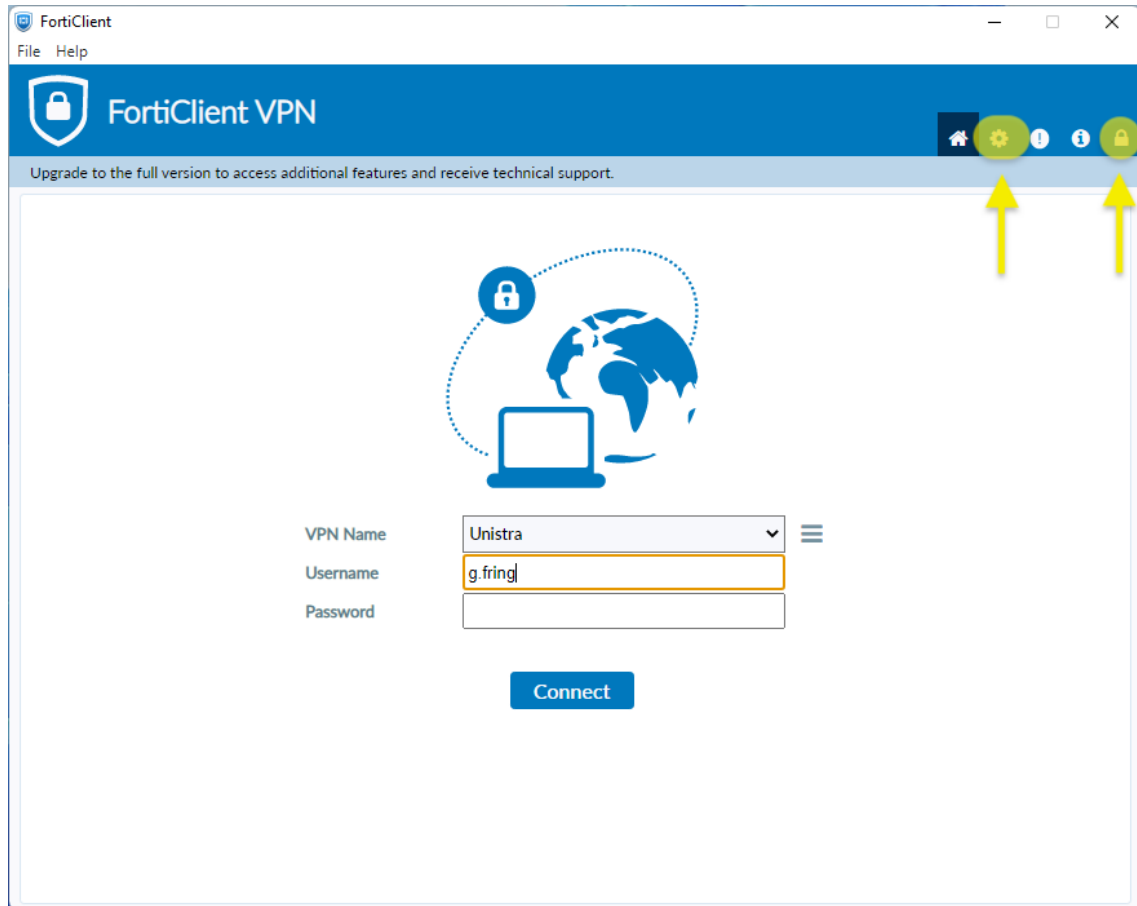 FortiClient
File Help
FortiClient VPN
Upgrade to the full version to access additional features and receive technical support.
VPN Name Unistra
Username g.fring
Password
Connect